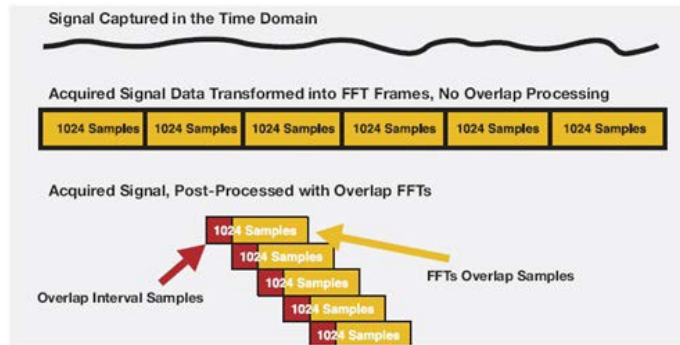 Signal Captured in the Time Domain
Acquired Signal Data Transformed into FFT Frames, No Overlap Processing
1024 Samples 1024 Samples 1024 Samples 1024 Samples 1024 Samples 1024 Samples
Acquired Signal, Post-Processed with Overlap FFTs
1024 Samples
1024 Samples
FFTs Overlap Samples
1024 Samples
Overlap Interval Samples
1024 Samples
1024 Samples